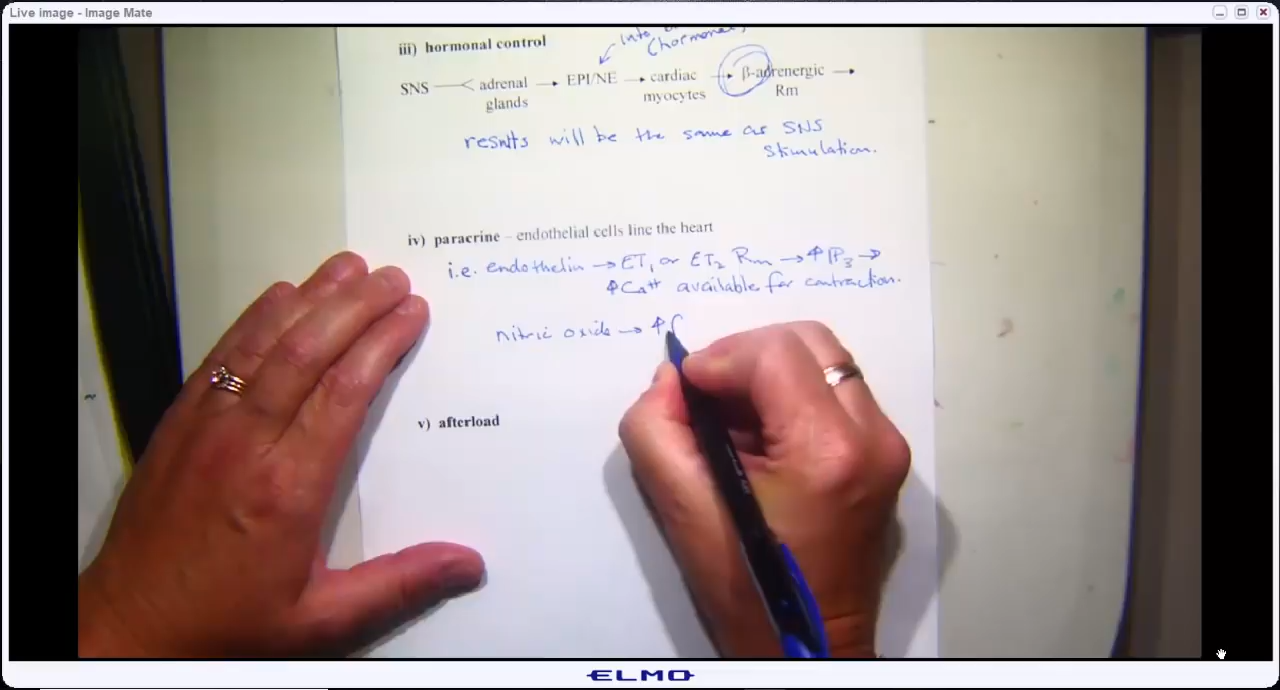 Live image - Image Mate
into
(hormones)
iii) hormonal control
SNS —< adrenal glands → EPI/NE → cardiac myocytes → β-adrenergic Rm →
results will be the same as SNS
stimulation.
iv) paracrine – endothelial cells line the heart
i.e. endothelin → ET1 or ET2 Rm → ↑IP3 →
↑Ca++ available for contraction.
nitric oxide → ↑
v) afterload
ELMO